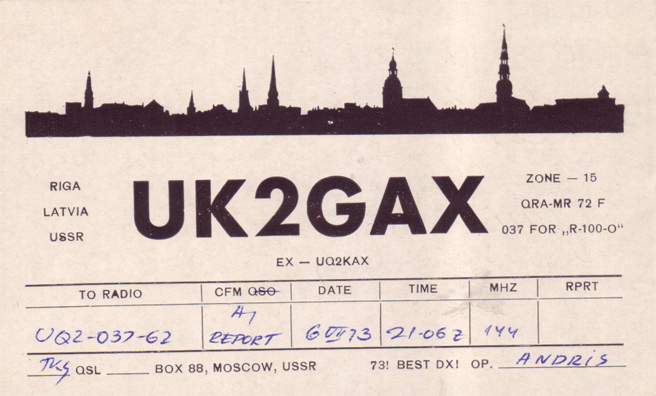 RIGA
LATVIA
USSR
UK2GAX
ZONE — 15
QRA-MR 72 F
037 FOR „R-100-O“
EX — UQ2KAX
TO RADIO CFM QSO DATE TIME MHZ RPRT
UQ2-037-62 A1 REPORT 6 VII 73 21-06 Z 144
QSL BOX 88, MOSCOW, USSR 73! BEST DX! OP. ANDRIS